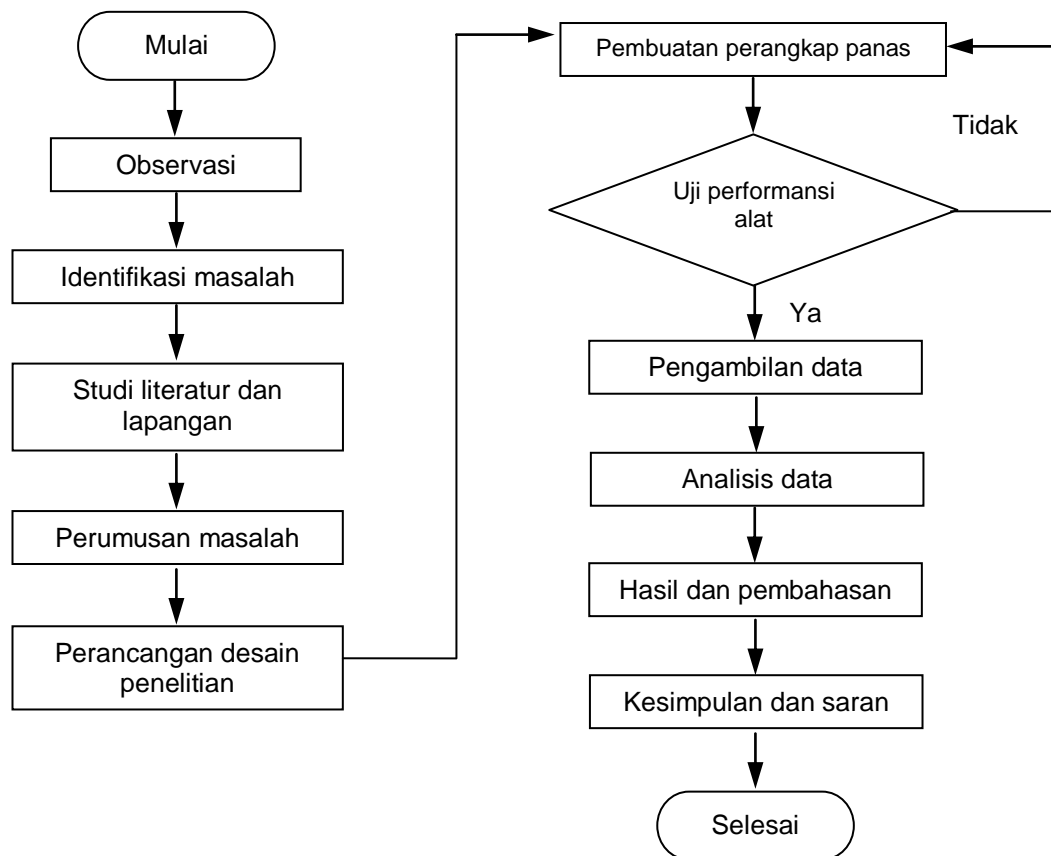 Mulai
Observasi
Identifikasi masalah
Studi literatur dan
lapangan
Perumusan masalah
Perancangan desain
penelitian
Pembuatan perangkap panas
Tidak
Uji performansi
alat
Ya
Pengambilan data
Analisis data
Hasil dan pembahasan
Kesimpulan dan saran
Selesai